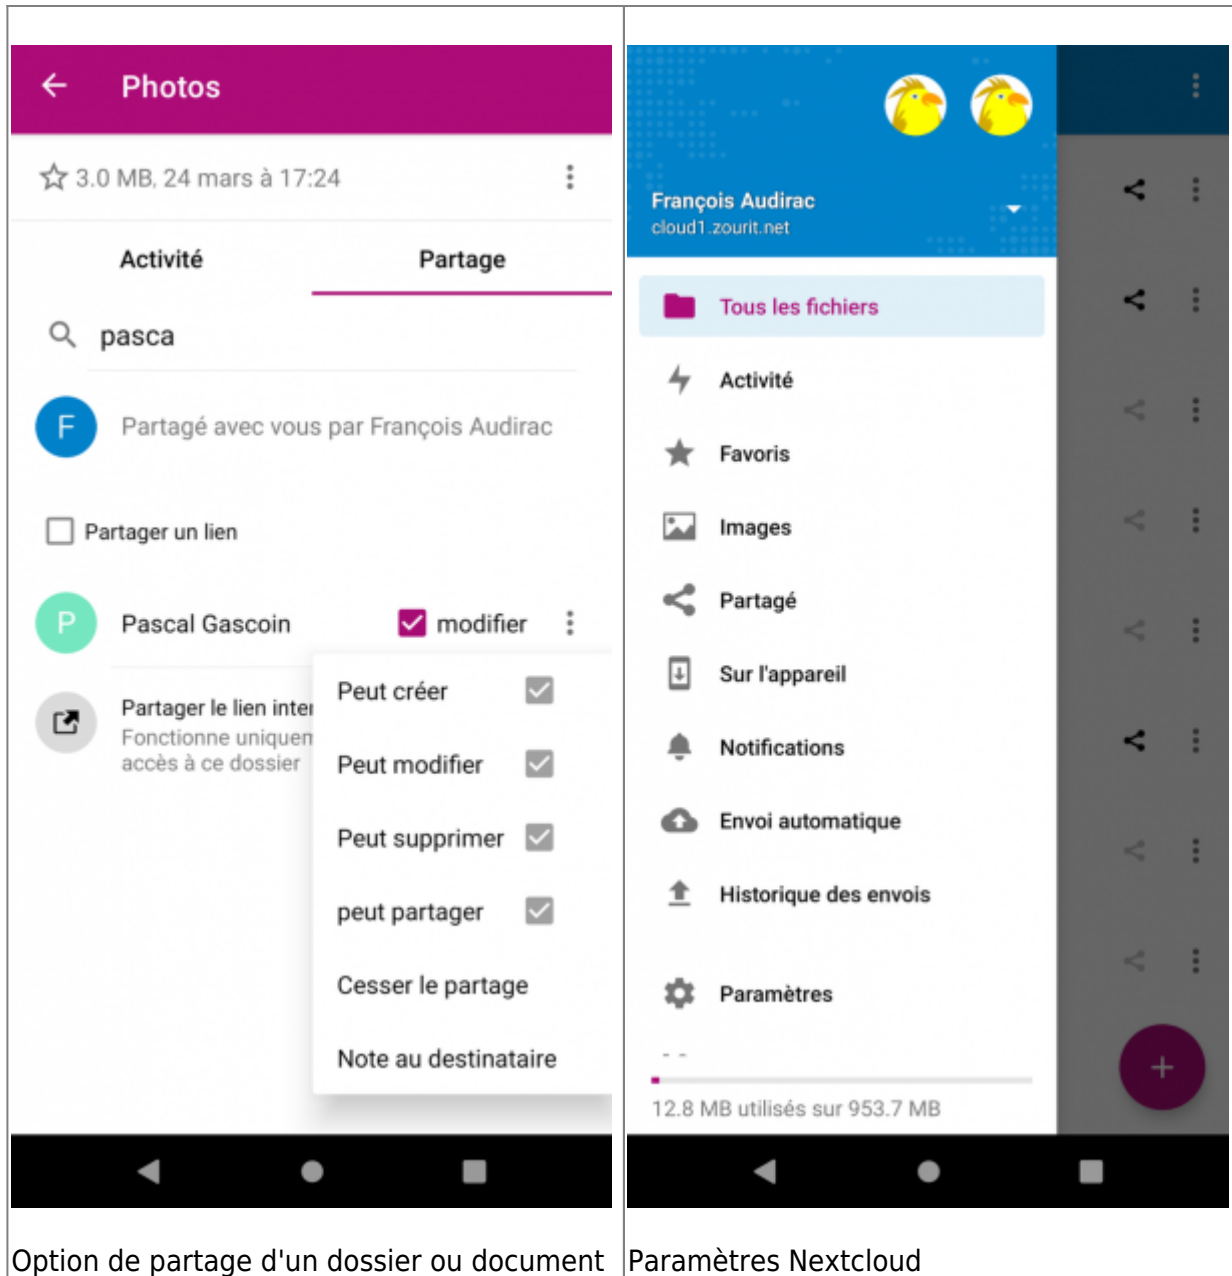 Photos
3.0 MB, 24 mars à 17:24
Activité
Partage
pasca
F
Partagé avec vous par François Audirac
Partager un lien
P
Pascal Gascoin
modifier
Partager le lien inter
Fonctionne uniquem
accès à ce dossier
Peut créer
Peut modifier
Peut supprimer
peut partager
Cesser le partage
Note au destinataire
Option de partage d'un dossier ou document
François Audirac
cloud1.zourit.net
Tous les fichiers
Activité
Favoris
Images
Partagé
Sur l'appareil
Notifications
Envoi automatique
Historique des envois
Paramètres
12.8 MB utilisés sur 953.7 MB
Paramètres Nextcloud